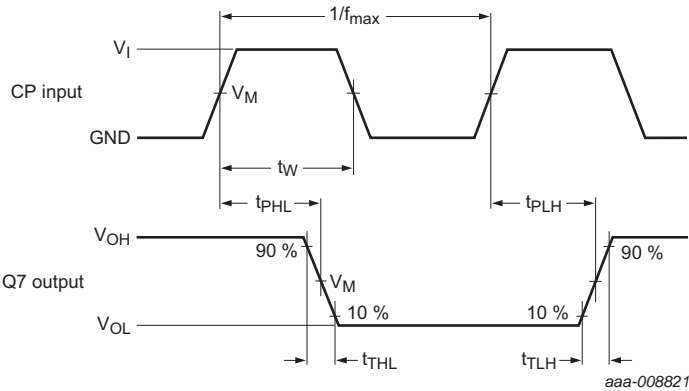 1/fmax
VI
CP input
VM
GND
tW
tPHL
tPLH
VOH
90 %
90 %
Q7 output
VM
10 %
10 %
VOL
tTHL
tTLH
aaa-008821